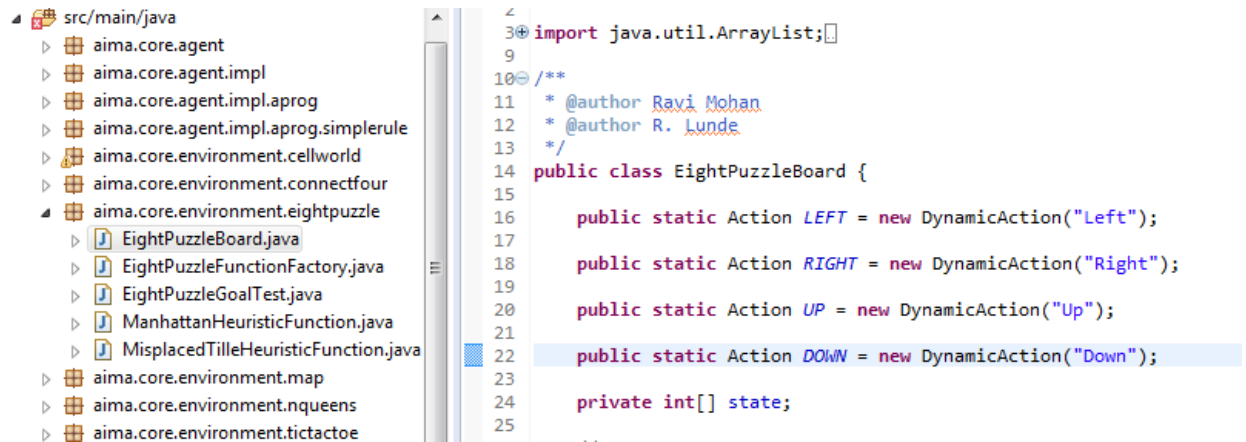 src/main/java
aima.core.agent
aima.core.agent.impl
aima.core.agent.impl.aprog
aima.core.agent.impl.aprog.simplerule
aima.core.environment.cellworld
aima.core.environment.connectfour
aima.core.environment.eightpuzzle
EightPuzzleBoard.java
EightPuzzleFunctionFactory.java
EightPuzzleGoalTest.java
ManhattanHeuristicFunction.java
MisplacedTilleHeuristicFunction.java
aima.core.environment.map
aima.core.environment.nqueens
aima.core.environment.tictactoe
2
3 import java.util.ArrayList;
9
10 /**
11 * @author Ravi Mohan
12 * @author R. Lunde
13 */
14 public class EightPuzzleBoard {
15
16 public static Action LEFT = new DynamicAction("Left");
17
18 public static Action RIGHT = new DynamicAction("Right");
19
20 public static Action UP = new DynamicAction("Up");
21
22 public static Action DOWN = new DynamicAction("Down");
23
24 private int[] state;
25